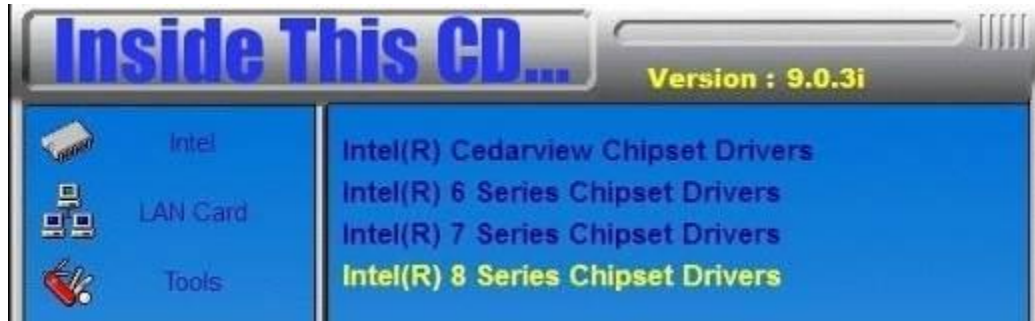 Inside This CD...
Version : 9.0.3i
Intel
LAN Card
Tools
Intel(R) Cedarview Chipset Drivers
Intel(R) 6 Series Chipset Drivers
Intel(R) 7 Series Chipset Drivers
Intel(R) 8 Series Chipset Drivers